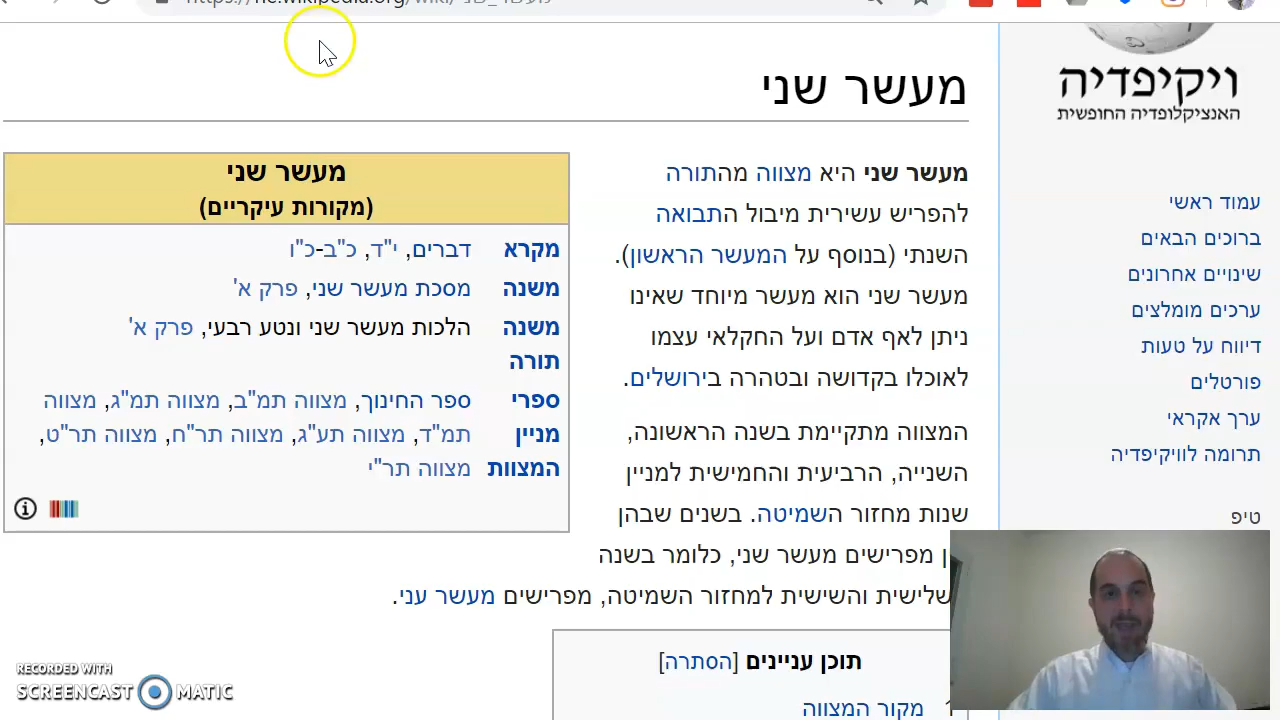 מעשר שני
ויקיפדיה
האנציקלופדיה החופשית
מעשר שני היא מצווה מהתורה
להפריש עשירית מיבול התבואה
השנתי (בנוסף על המעשר הראשון).
מעשר שני הוא מעשר מיוחד שאינו
ניתן לאף אדם ועל החקלאי עצמו
לאוכלו בקדושה ובטהרה בירושלים.
המצווה מתקיימת בשנה הראשונה,
השנייה, הרביעית והחמישית למניין
שנות מחזור השמיטה. בשנים שבהן
מפרישים מעשר שני, כלומר בשנה
שלישית והשישית למחזור השמיטה, מפרישים מעשר עני.
מעשר שני
(מקורות עיקריים)
מקרא דברים, י"ד, כ"ב-כ"ו
משנה מסכת מעשר שני, פרק א'
משנה הלכות מעשר שני ונטע רבעי, פרק א'
תורה
ספרי ספר החינוך, מצווה תמ"ב, מצווה תמ"ג, מצווה
מניין תמ"ד, מצווה תע"ג, מצווה תר"ח, מצווה תר"ט,
המצוות מצווה תר"י
תוכן עניינים [הסתרה]
1 מקור המצווה
עמוד ראשי
ברוכים הבאים
שינויים אחרונים
ערכים מומלצים
דיווח על טעות
פורטלים
ערך אקראי
תרומה לוויקיפדיה
טיפ
RECORDED WITH
SCREENCAST MATIC